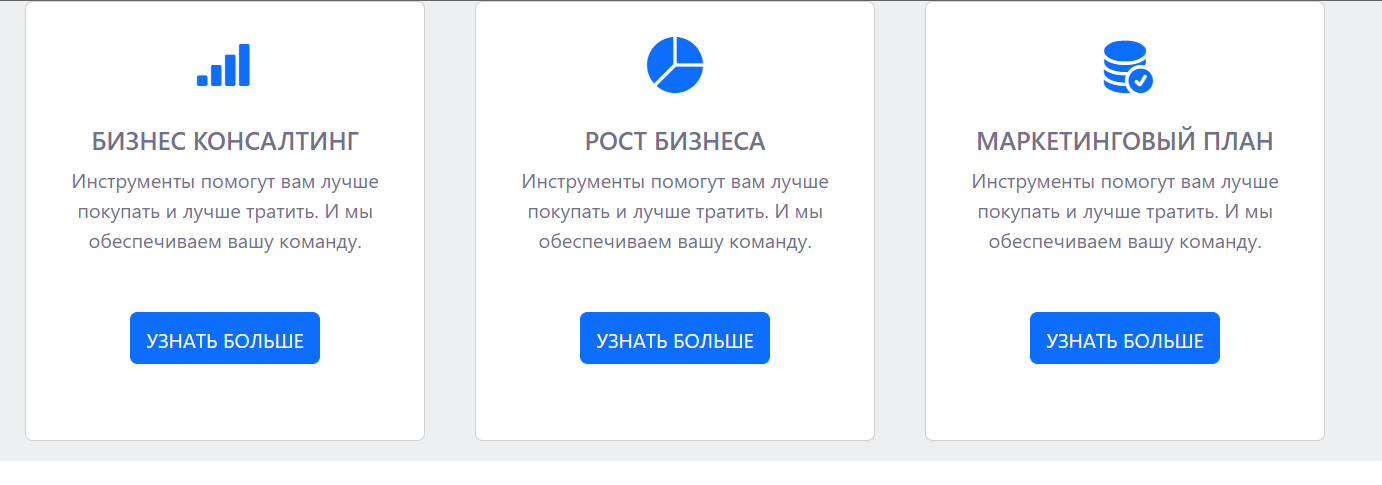 БИЗНЕС КОНСАЛТИНГ
Инструменты помогут вам лучше
покупать и лучше тратить. И мы
обеспечиваем вашу команду.
УЗНАТЬ БОЛЬШЕ
РОСТ БИЗНЕСА
Инструменты помогут вам лучше
покупать и лучше тратить. И мы
обеспечиваем вашу команду.
УЗНАТЬ БОЛЬШЕ
МАРКЕТИНГОВЫЙ ПЛАН
Инструменты помогут вам лучше
покупать и лучше тратить. И мы
обеспечиваем вашу команду.
УЗНАТЬ БОЛЬШЕ